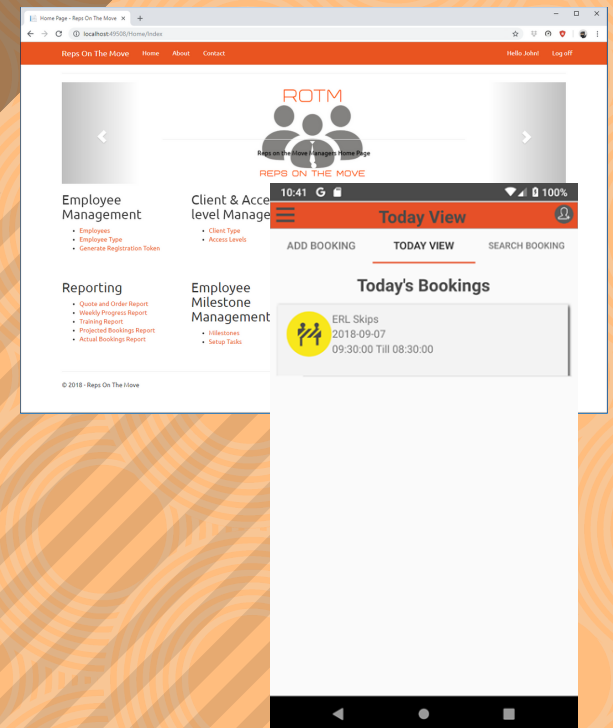 Home Page - Reps On The Move
localhost:49508/Home/Index
Reps On The Move Home About Contact Hello John! Log off
ROTM
Reps on the Move Managers Home Page
REPS ON THE MOVE
Employee
Management
• Employees
• Employee Type
• Generate Registration Token
Client & Acce
level Manage
• Client Type
• Access Levels
Reporting
• Quote and Order Report
• Weekly Progress Report
• Training Report
• Projected Bookings Report
• Actual Bookings Report
Employee
Milestone
Management
• Milestones
• Setup Tasks
© 2018 - Reps On The Move
10:41 G 100%
Today View
ADD BOOKING TODAY VIEW SEARCH BOOKING
Today's Bookings
ERL Skips
2018-09-07
09:30:00 Till 08:30:00